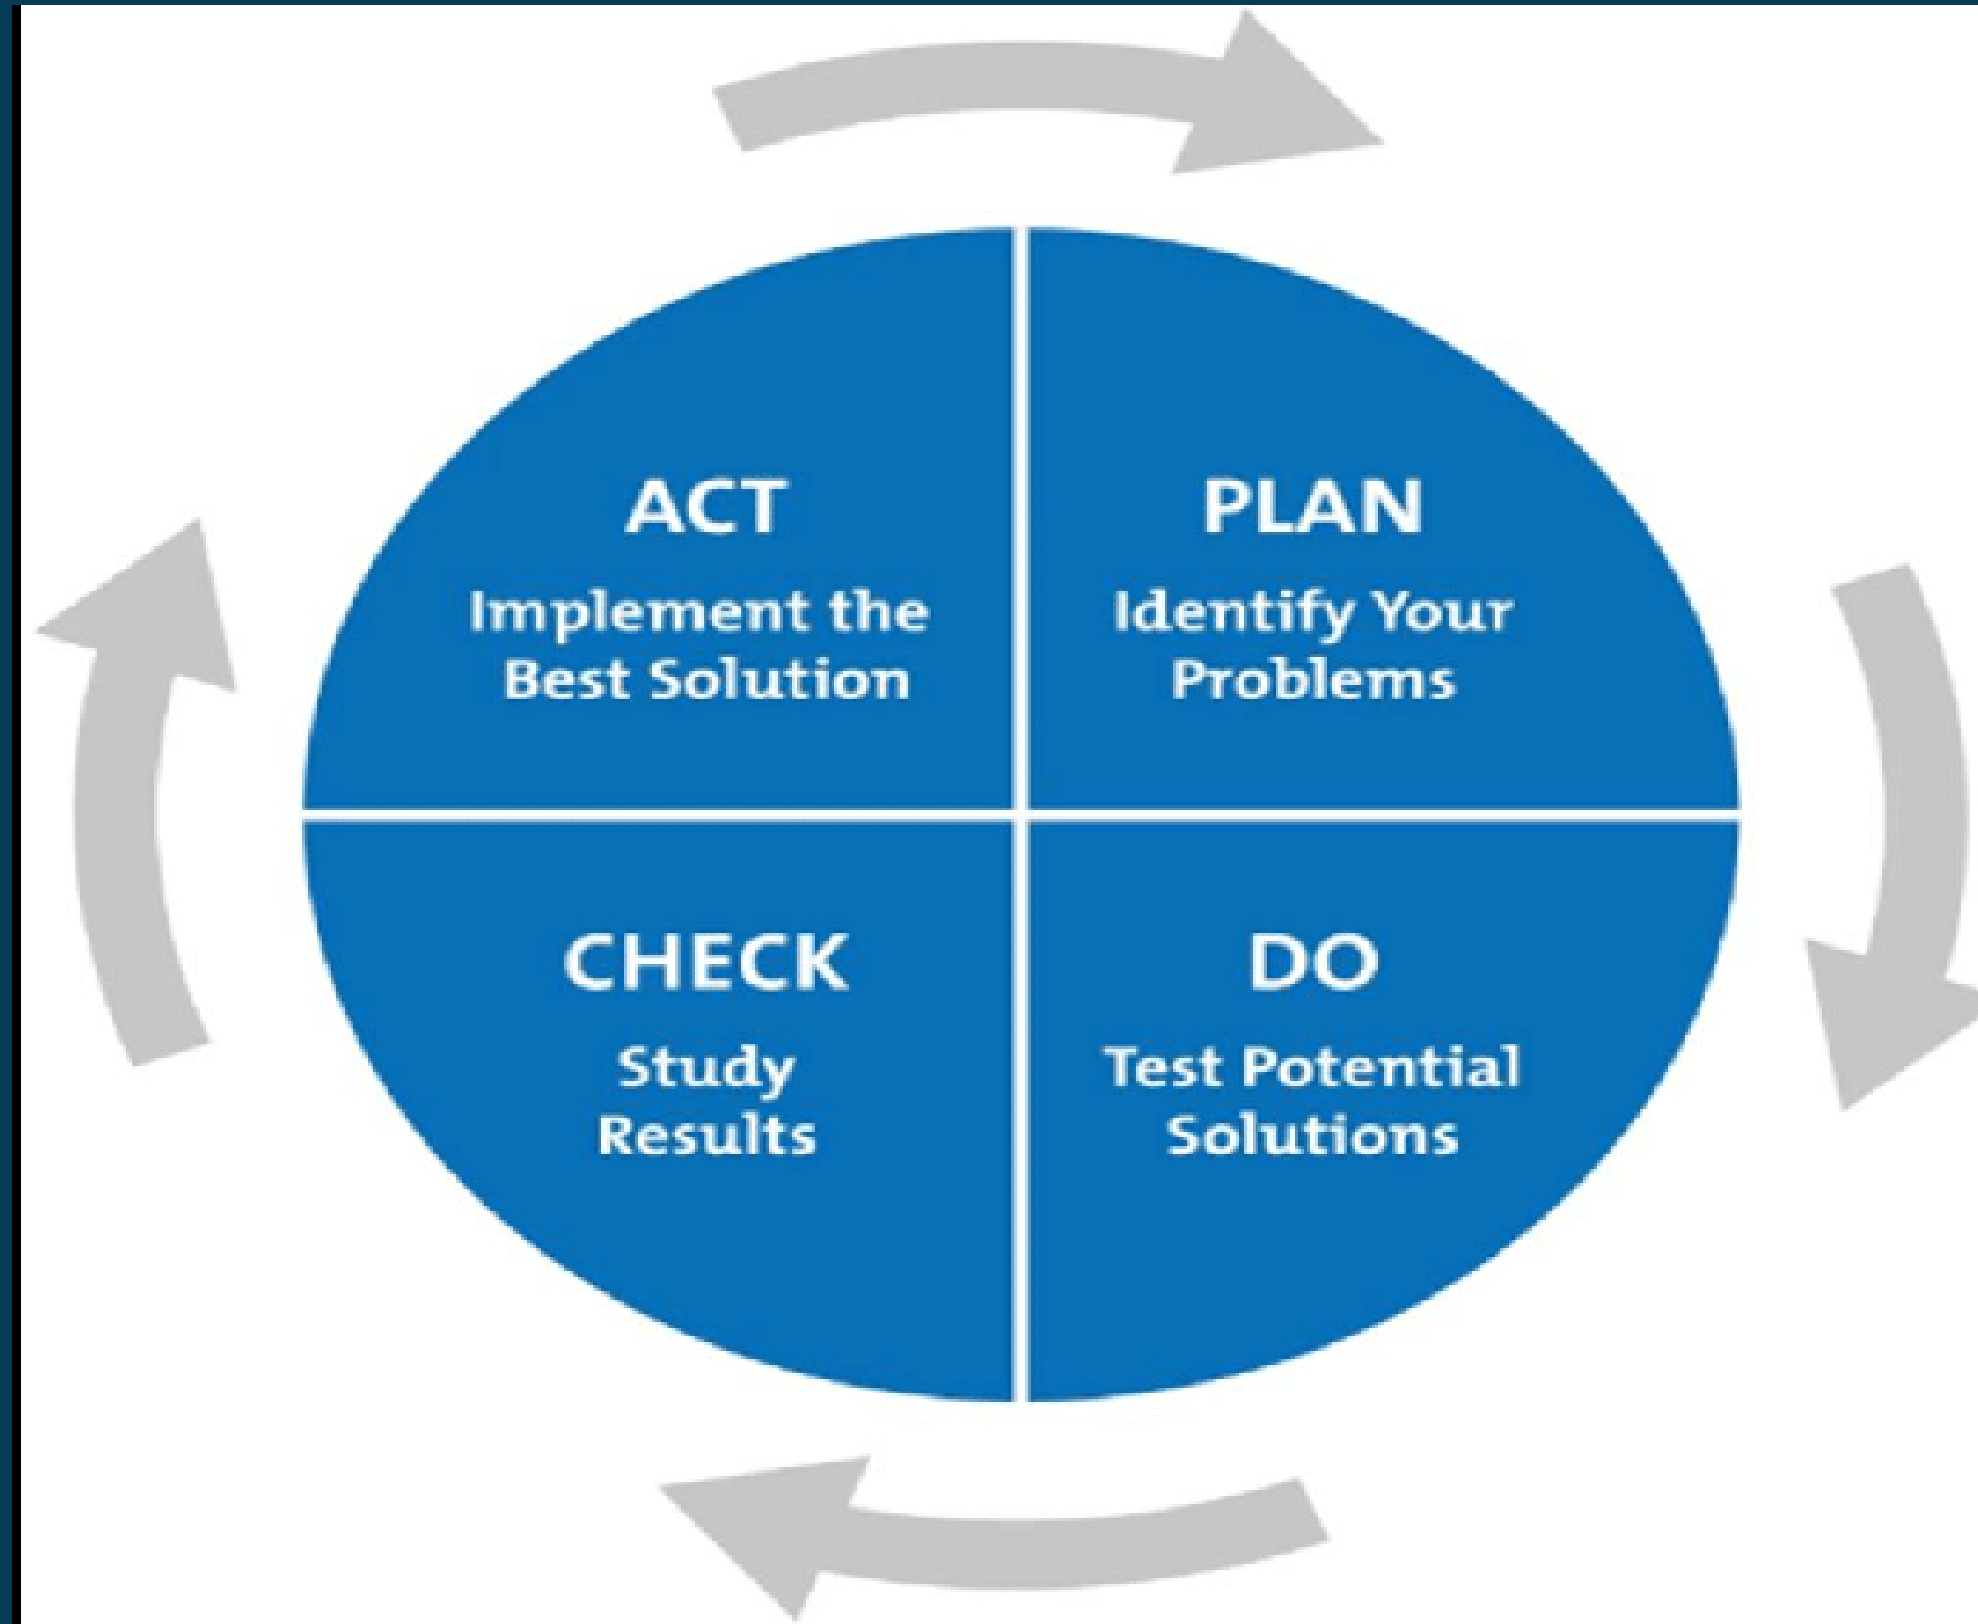 ACT
Implement the
Best Solution
PLAN
Identify Your
Problems
CHECK
Study
Results
DO
Test Potential
Solutions